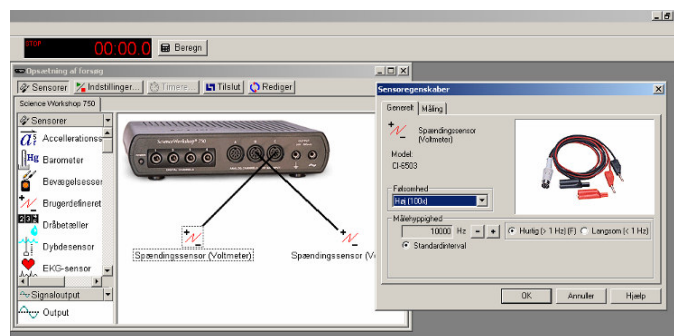 STOP
00:00.0
Beregn
Opsætning af forsøg
Sensorer
Indstillinger...
Timere...
Tilslut
Rediger
Science Workshop 750
Sensorer
Accellerationss
Barometer
Bevægelsessen
Brugerdefineret
Dråbetæller
Dybdesensor
EKG-sensor
Signaloutput
Output
ScienceWorkshop® 750
Spændingssensor (Voltmeter)
Spændingssensor (Vo
Sensoregenskaber
Generelt
Måling
Spændingssensor
(Voltmeter)
Model:
CI-6503
Følsomhed
Høj (100x)
Målehyppighed
10000 Hz
Hurtig (> 1 Hz) (F)
Langsom (< 1 Hz)
Standardinterval
OK
Annuller
Hjælp